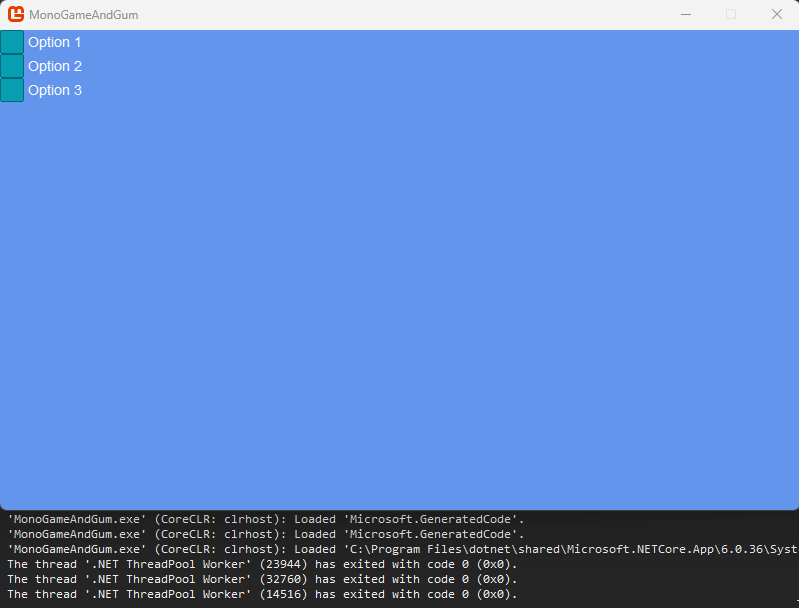 MonoGameAndGum
Option 1
Option 2
Option 3
'MonoGameAndGum.exe' (CoreCLR: clrhost): Loaded 'Microsoft.GeneratedCode'.
'MonoGameAndGum.exe' (CoreCLR: clrhost): Loaded 'Microsoft.GeneratedCode'.
'MonoGameAndGum.exe' (CoreCLR: clrhost): Loaded 'C:\Program Files\dotnet\shared\Microsoft.NETCore.App\6.0.36\Syst
The thread '.NET ThreadPool Worker' (23944) has exited with code 0 (0x0).
The thread '.NET ThreadPool Worker' (32760) has exited with code 0 (0x0).
The thread '.NET ThreadPool Worker' (14516) has exited with code 0 (0x0).